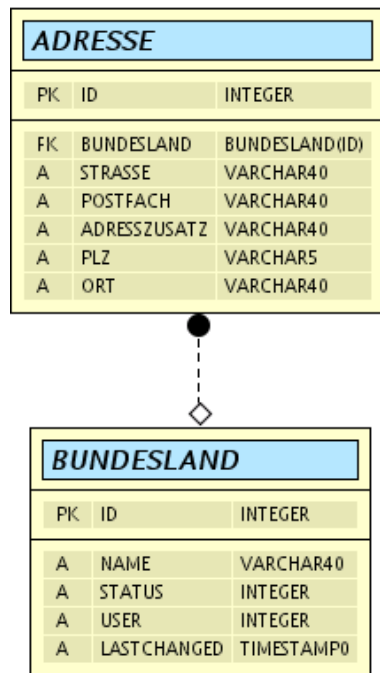 ADRESSE
PK ID INTEGER
FK BUNDESLAND BUNDESLAND(ID)
A STRASSE VARCHAR40
A POSTFACH VARCHAR40
A ADRESSZUSATZ VARCHAR40
A PLZ VARCHAR5
A ORT VARCHAR40
BUNDESLAND
PK ID INTEGER
A NAME VARCHAR40
A STATUS INTEGER
A USER INTEGER
A LASTCHANGED TIMESTAMP0